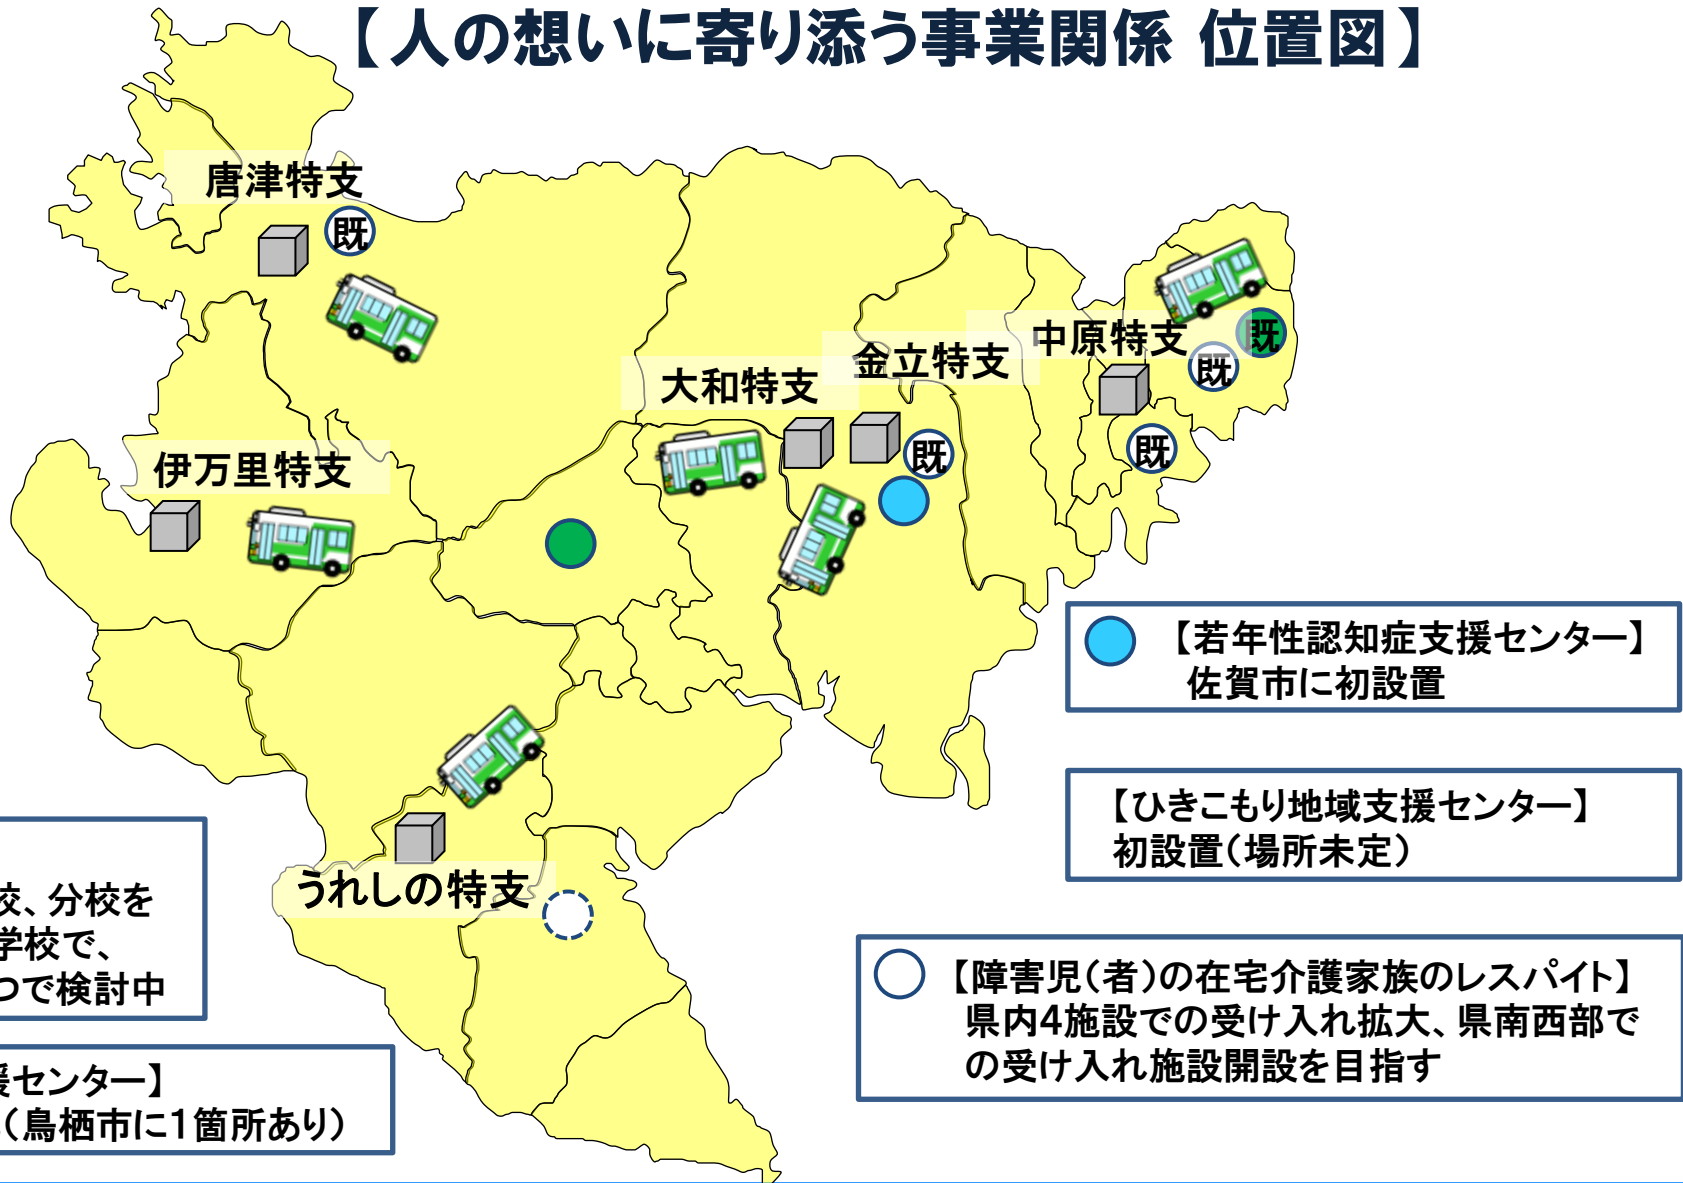 【人の想いに寄り添う事業関係 位置図】
唐津特支
既
中原特支
既
既
金立特支
大和特支
既
既
伊万里特支
【若年性認知症支援センター】
佐賀市に初設置
【ひきこもり地域支援センター】
初設置(場所未定)
校、分校を
学校で、
つで検討中
うれしの特支
【障害児(者)の在宅介護家族のレスパイト】
県内4施設での受け入れ拡大、県南西部で
の受け入れ施設開設を目指す
援センター】
(鳥栖市に1箇所あり)